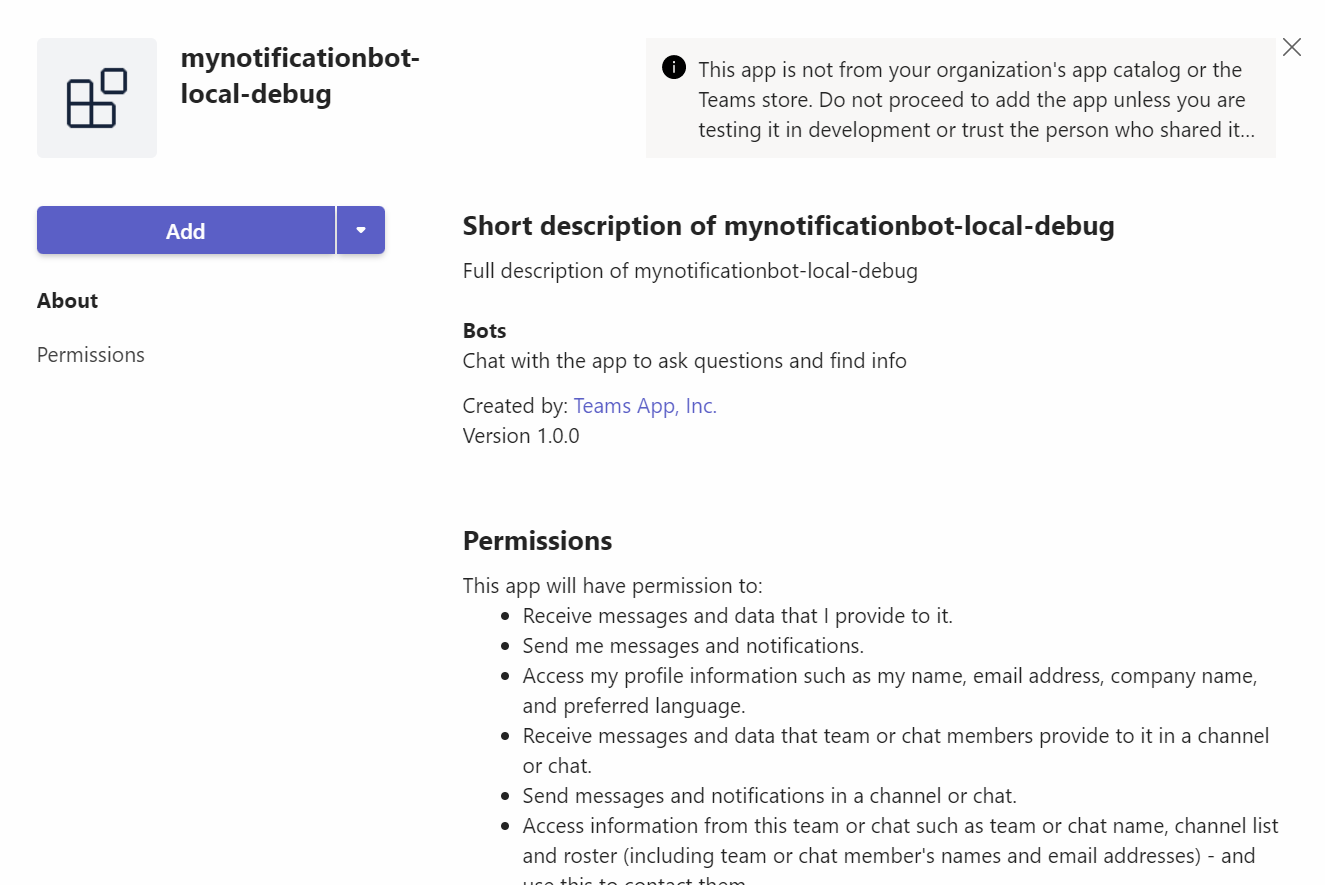 mynotificationbot-
local-debug
This app is not from your organization's app catalog or the
Teams store. Do not proceed to add the app unless you are
testing it in development or trust the person who shared it...
Add
About
Permissions
Short description of mynotificationbot-local-debug
Full description of mynotificationbot-local-debug
Bots
Chat with the app to ask questions and find info
Created by: Teams App, Inc.
Version 1.0.0
Permissions
This app will have permission to:
• Receive messages and data that I provide to it.
• Send me messages and notifications.
• Access my profile information such as my name, email address, company name,
and preferred language.
• Receive messages and data that team or chat members provide to it in a channel
or chat.
• Send messages and notifications in a channel or chat.
• Access information from this team or chat such as team or chat name, channel list
and roster (including team or chat member's names and email addresses) - and
use this to contact them.